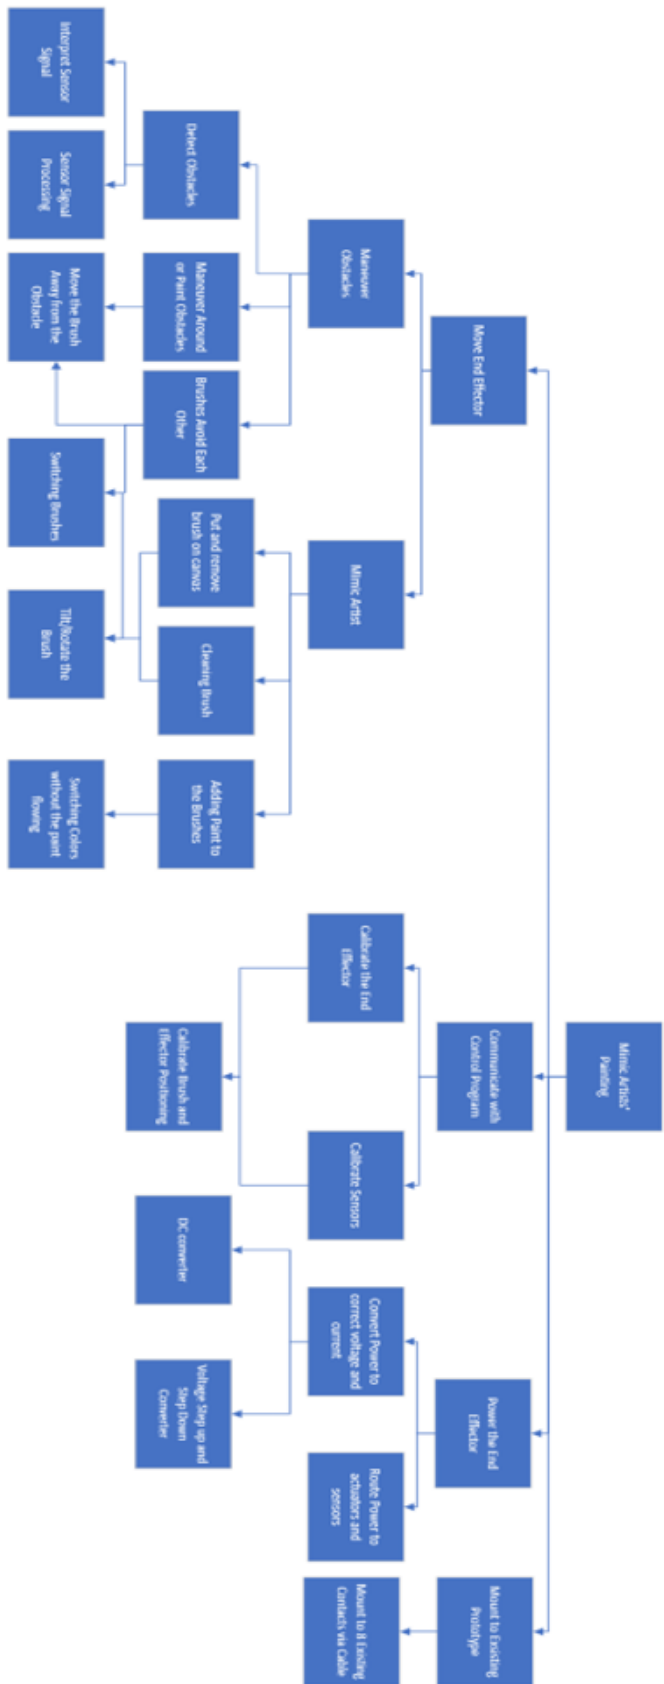 Mimic Artists'
Painting
Move End Effector
Communicate with
Control Program
Power the End
Effector
Mount to Exsisting
Prototype
Maneuver
Obstacles
Mimic Artist
Calibrate the End
Effector
Calibrate Sensors
Convert Power to
correct voltage and
current
Route Power to
actuators and
sensors
Mount to 8 Existing
Contacts via Cable
Detect Obstacles
Maneuver Around
or Paint Obstacles
Brushes Avoid Each
Other
Put and remove
brush on canvas
Cleaning Brush
Adding Paint to
the Brushes
Calibrate Brush and
Effector Positioning
DC converter
Voltage Step up and
Step Down
Converter
Interpret Sensor
Signal
Sensor Signal
Processing
Move the Brush
Away from the
Obstacle
Switching Brushes
Tilt/Rotate the
Brush
Switching Colors
without the paint
flowing